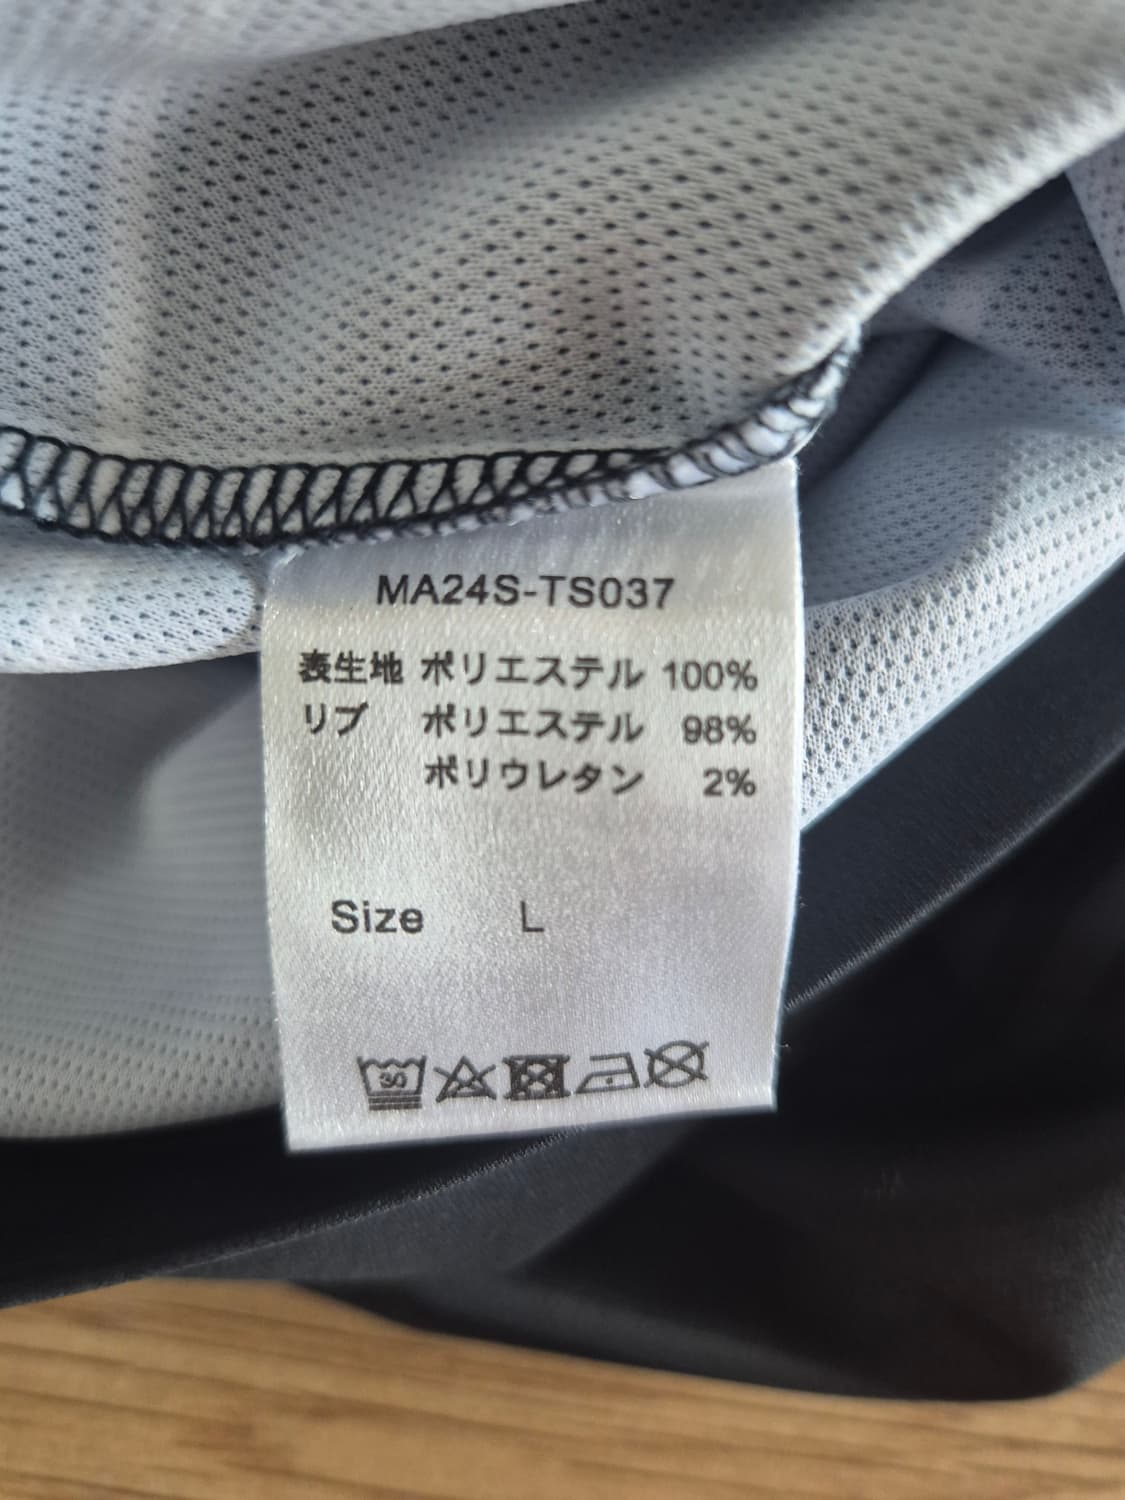 MA24S-TS037
表生地 ポリエステル 100%
リブ ポリエステル 98%
ポリウレタン 2%
Size L
30